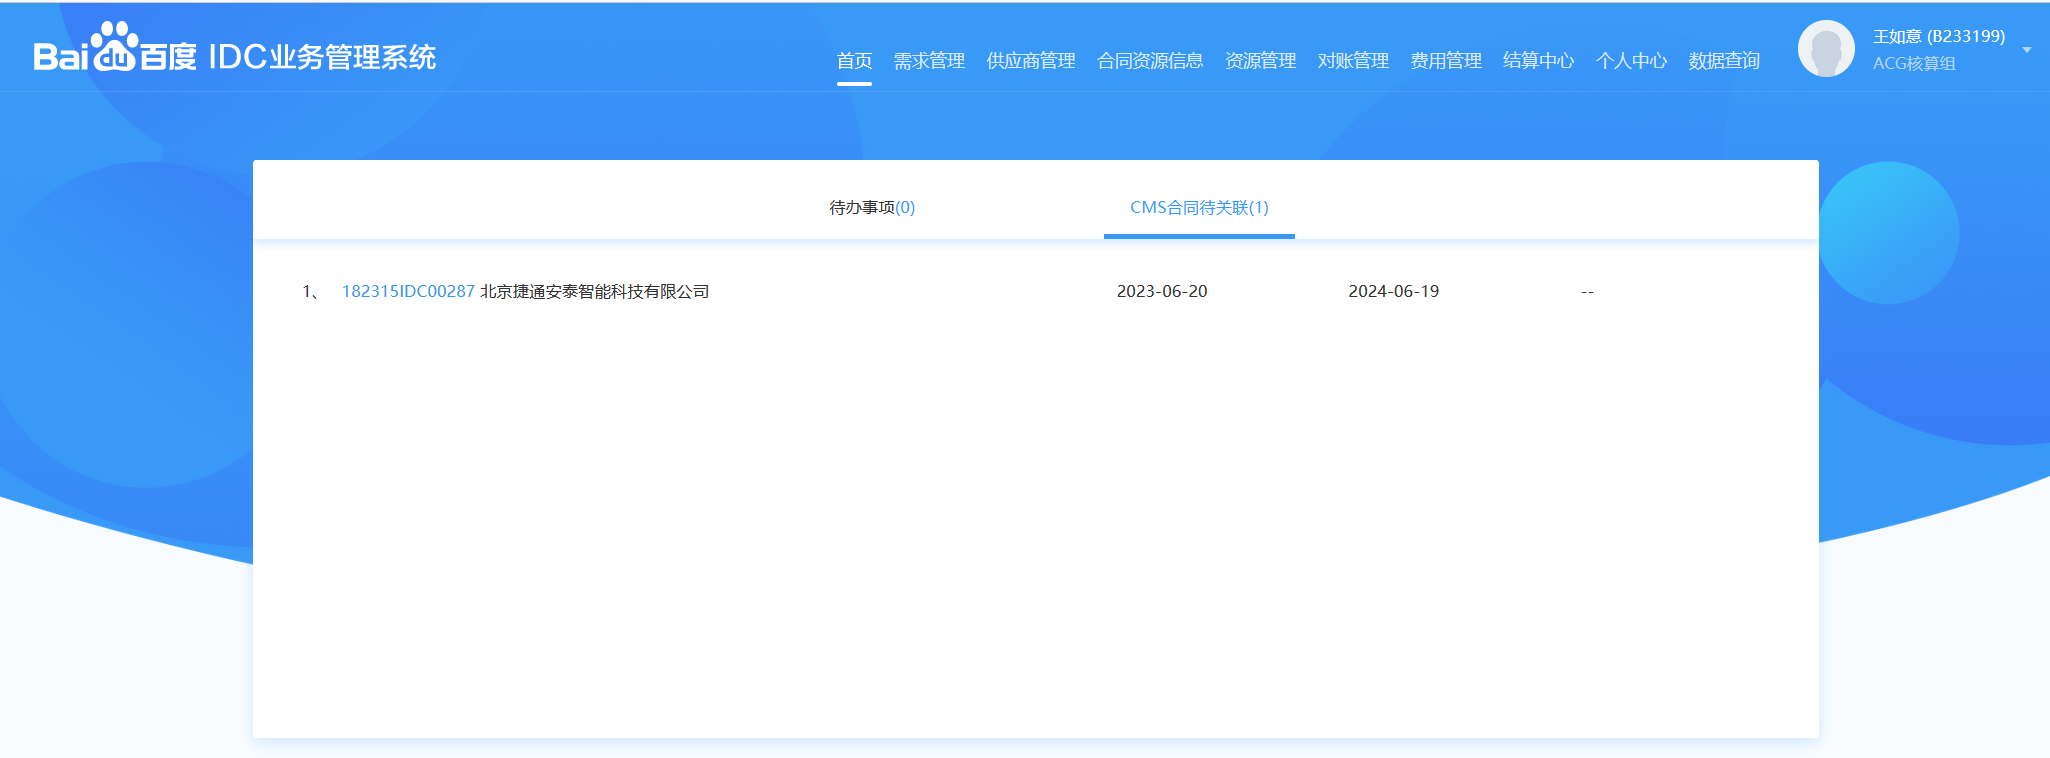 Bai du 百度 IDC业务管理系统
首页 需求管理 供应商管理 合同资源信息 资源管理 对账管理 费用管理 结算中心 个人中心 数据查询
王如意 (B233199)
ACG核算组
待办事项(0) CMS合同待关联(1)
1、 182315IDC00287 北京捷通安泰智能科技有限公司 2023-06-20 2024-06-19 --